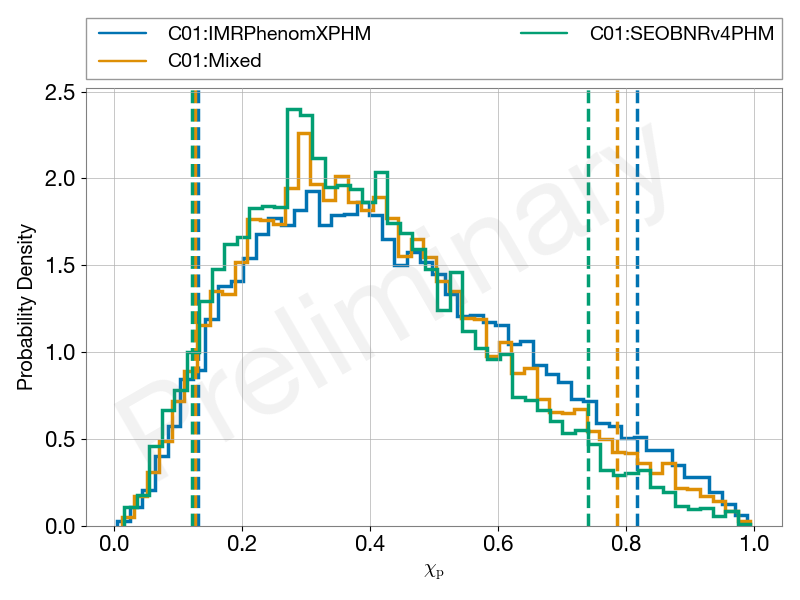 C01:IMRPhenomXPHM
C01:Mixed
C01:SEOBNRv4PHM
Preliminary
Probability Density
2.5
2.0
1.5
1.0
0.5
0.0
0.0 0.2 0.4 0.6 0.8 1.0
χp